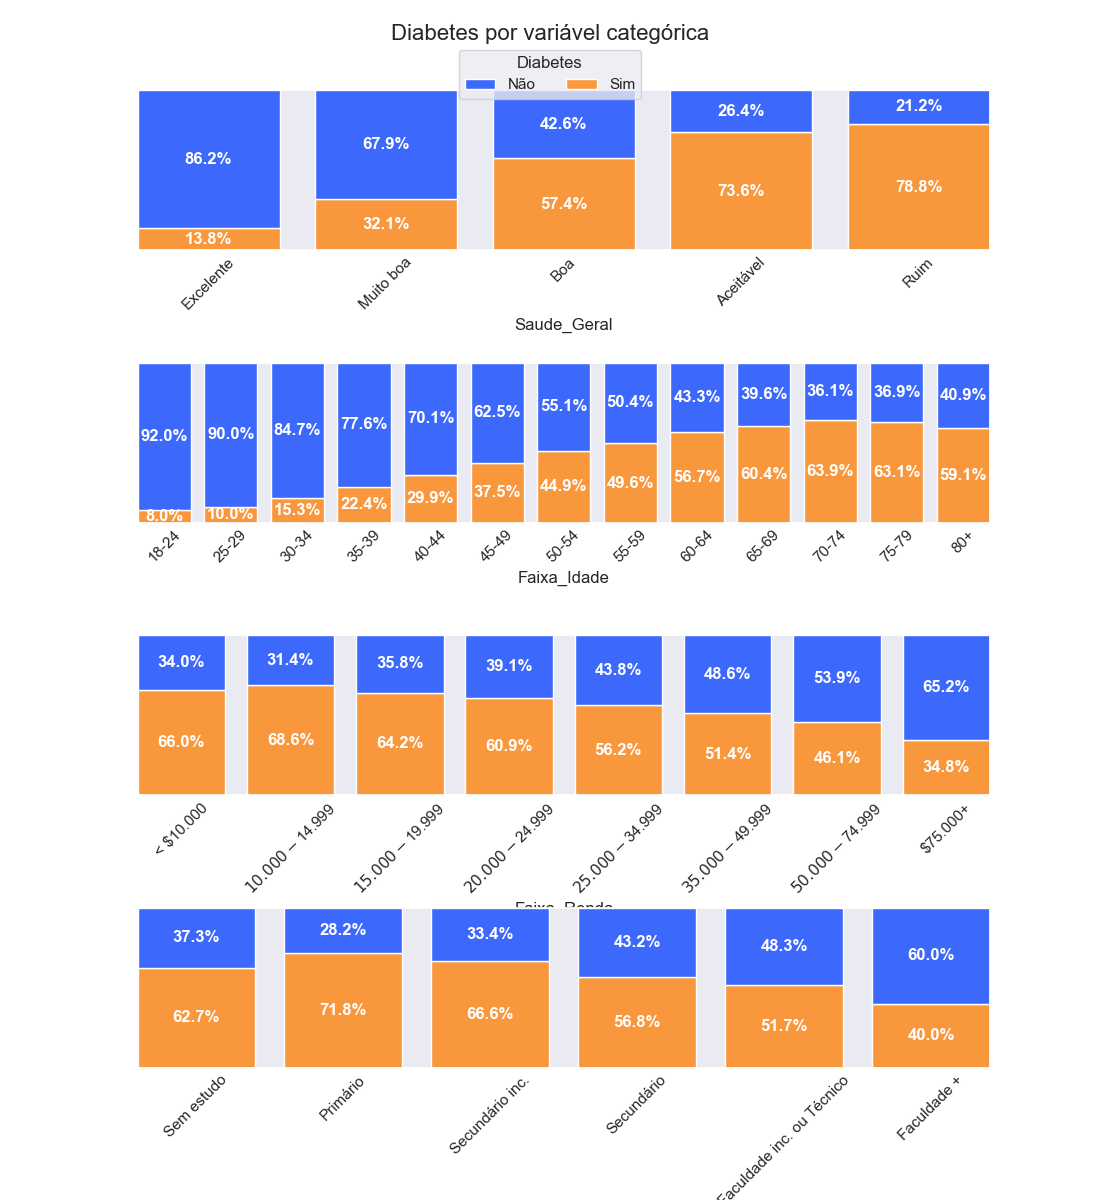 Diabetes por variável categórica
Diabetes
Não Sim
86.2% 67.9% 42.6% 26.4% 21.2%
13.8% 32.1% 57.4% 73.6% 78.8%
Excelente Muito boa Boa Aceitável Ruim
Saude_Geral
92.0% 90.0% 84.7% 77.6% 70.1% 62.5% 55.1% 50.4% 43.3% 39.6% 36.1% 36.9% 40.9%
8.0% 10.0% 15.3% 22.4% 29.9% 37.5% 44.9% 49.6% 56.7% 60.4% 63.9% 63.1% 59.1%
18-24 25-29 30-34 35-39 40-44 45-49 50-54 55-59 60-64 65-69 70-74 75-79 80+
Faixa_Idade
34.0% 31.4% 35.8% 39.1% 43.8% 48.6% 53.9% 65.2%
66.0% 68.6% 64.2% 60.9% 56.2% 51.4% 46.1% 34.8%
< $10.000 10.000 − 14.999 15.000 − 19.999 20.000 − 24.999 25.000 − 34.999 35.000 − 49.999 50.000 − 74.999 $75.000+
Faixa_Renda
37.3% 28.2% 33.4% 43.2% 48.3% 60.0%
62.7% 71.8% 66.6% 56.8% 51.7% 40.0%
Sem estudo Primário Secundário inc. Secundário Faculdade inc. ou Técnico Faculdade +